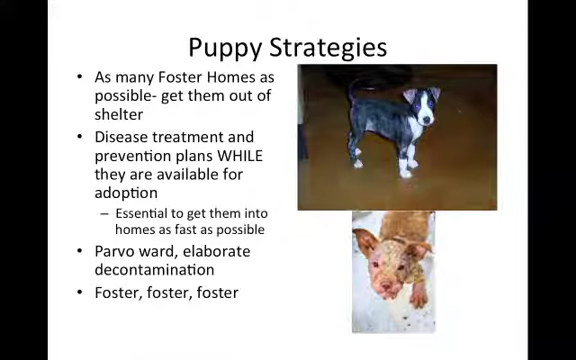 Puppy Strategies
• As many Foster Homes as
possible- get them out of
shelter
• Disease treatment and
prevention plans WHILE
they are available for
adoption
– Essential to get them into
homes as fast as possible
• Parvo ward, elaborate
decontamination
• Foster, foster, foster